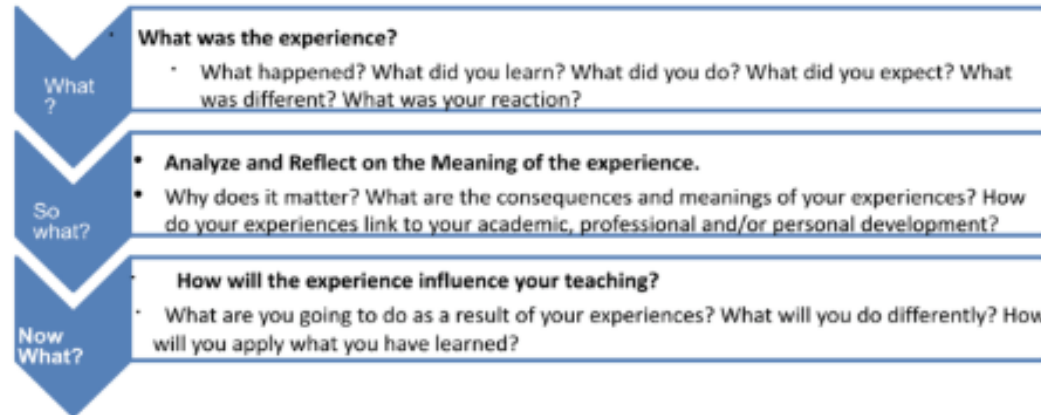 What
?
· What was the experience?
· What happened? What did you learn? What did you do? What did you expect? What
was different? What was your reaction?
So
what?
• Analyze and Reflect on the Meaning of the experience.
• Why does it matter? What are the consequences and meanings of your experiences? How
do your experiences link to your academic, professional and/or personal development?
Now
What?
· How will the experience influence your teaching?
· What are you going to do as a result of your experiences? What will you do differently? How
will you apply what you have learned?